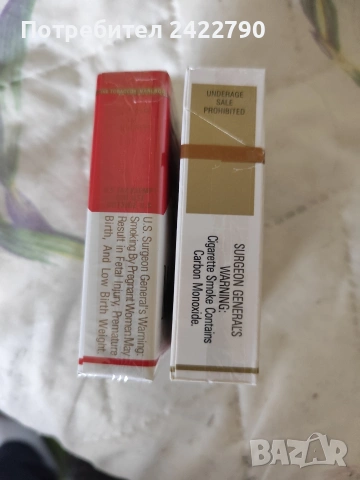 Потребител 2422790
UNDERAGE
SALE
PROHIBITED
U.S. Surgeon General's Warning:
Smoking By Pregnant Women May
Result in Fetal Injury, Premature
Birth, And Low Birth Weight.
SURGEON GENERAL'S
WARNING:
Cigarette Smoke Contains
Carbon Monoxide.
BAZAR